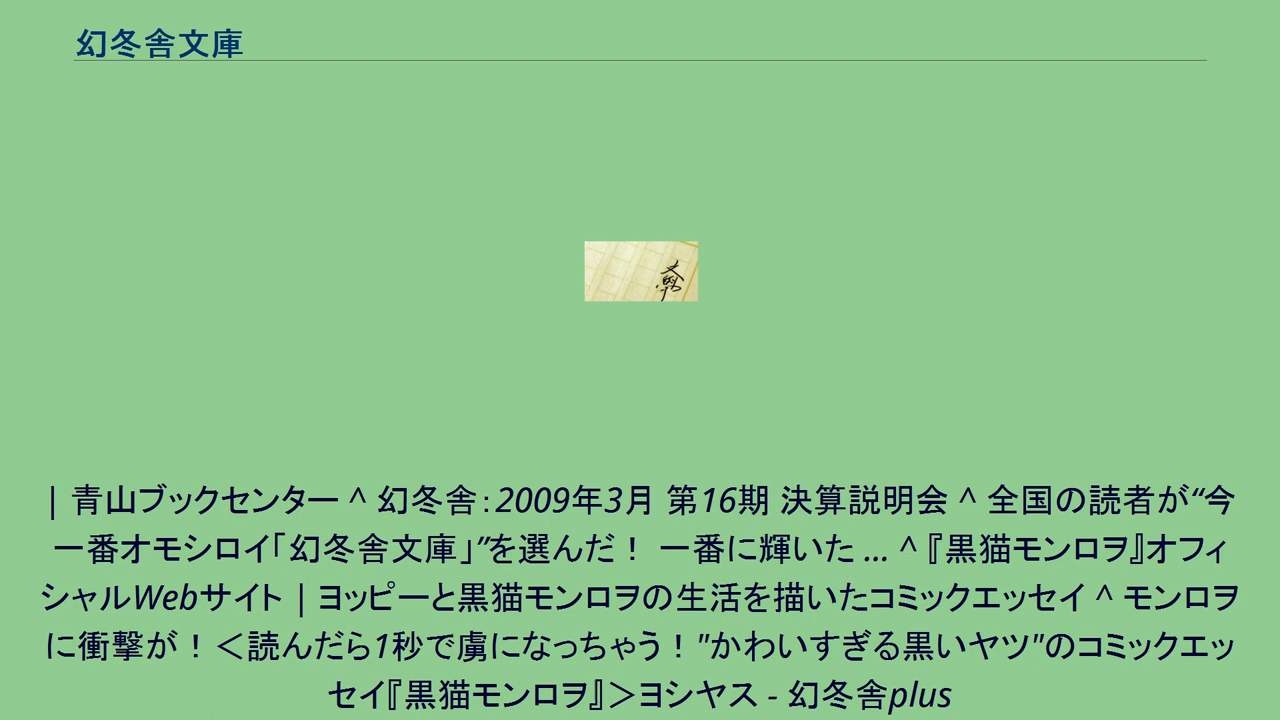 幻冬舎文庫
| 青山ブックセンター ^ 幻冬舎：2009年3月 第16期 決算説明会 ^ 全国の読者が“今
一番オモシロイ「幻冬舎文庫」”を選んだ！ 一番に輝いた ... ^『黒猫モンロヲ』オフィ
シャルWebサイト | ヨッピーと黒猫モンロヲの生活を描いたコミックエッセイ ^ モンロヲ
に衝撃が！＜読んだら1秒で虜になっちゃう！"かわいすぎる黒いヤツ"のコミックエッ
セイ『黒猫モンロヲ』＞ヨシヤス - 幻冬舎plus